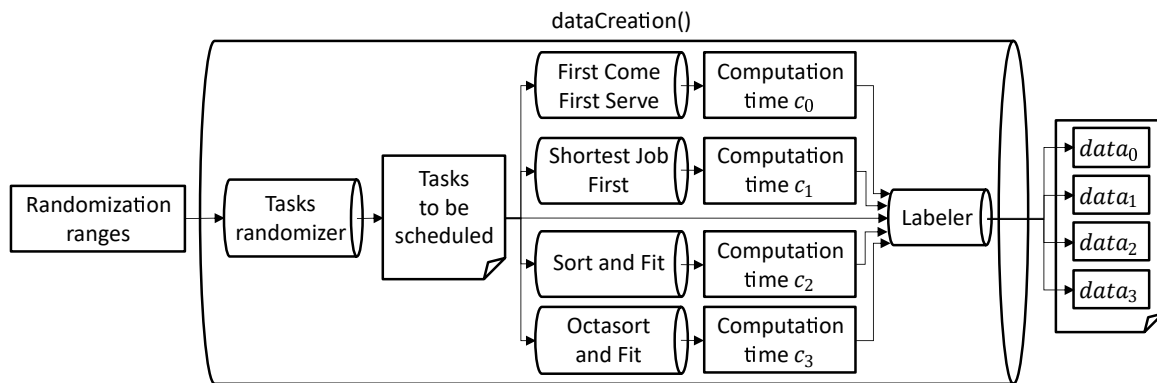 dataCreation()
Randomization
ranges
Tasks
randomizer
Tasks
to be
scheduled
First Come
First Serve
Computation
time c₀
Shortest Job
First
Computation
time c₁
Sort and Fit
Computation
time c₂
Octasort
and Fit
Computation
time c₃
Labeler
data₀
data₁
data₂
data₃